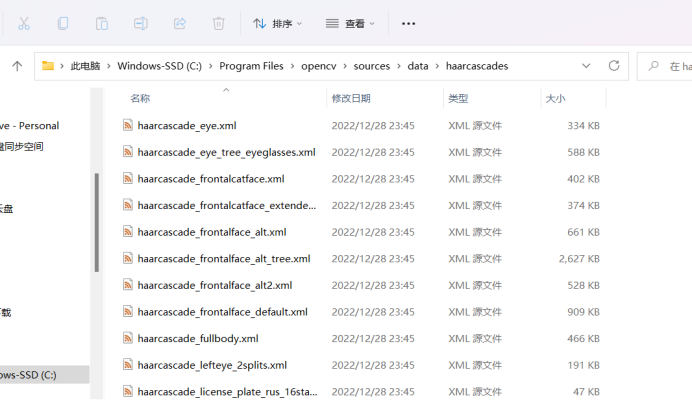 排序
查看
此电脑 > Windows-SSD (C:) > Program Files > opencv > sources > data > haarcascades
在 ha
名称 修改日期 类型 大小
ve - Personal
盘同步空间
云盘
下载
ows-SSD (C:)
haarcascade_eye.xml 2022/12/28 23:45 XML 源文件 334 KB
haarcascade_eye_tree_eyeglasses.xml 2022/12/28 23:45 XML 源文件 588 KB
haarcascade_frontalcatface.xml 2022/12/28 23:45 XML 源文件 402 KB
haarcascade_frontalcatface_extende... 2022/12/28 23:45 XML 源文件 374 KB
haarcascade_frontalface_alt.xml 2022/12/28 23:45 XML 源文件 661 KB
haarcascade_frontalface_alt_tree.xml 2022/12/28 23:45 XML 源文件 2,627 KB
haarcascade_frontalface_alt2.xml 2022/12/28 23:45 XML 源文件 528 KB
haarcascade_frontalface_default.xml 2022/12/28 23:45 XML 源文件 909 KB
haarcascade_fullbody.xml 2022/12/28 23:45 XML 源文件 466 KB
haarcascade_lefteye_2splits.xml 2022/12/28 23:45 XML 源文件 191 KB
haarcascade_license_plate_rus_16sta... 2022/12/28 23:45 XML 源文件 47 KB